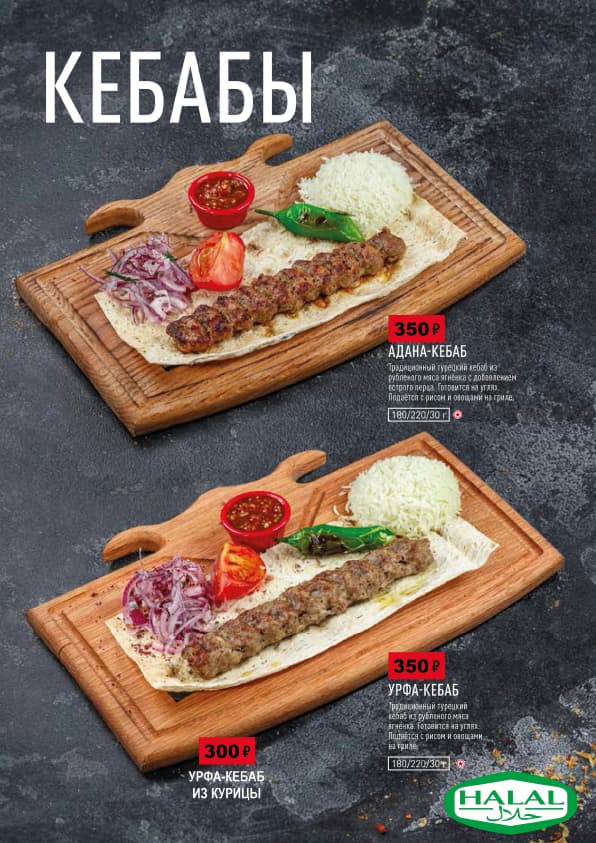 КЕБАБЫ
350 ₽
АДАНА-КЕБАБ
Традиционный турецкий кебаб из
рубленого мяса ягнёнка с добавлением
острого перца. Готовится на углях.
Подаётся с рисом и овощами на гриле.
180/220/30 г
350 ₽
УРФА-КЕБАБ
Традиционный турецкий
кебаб из рубленого мяса
ягнёнка. Готовится на углях.
Подаётся с рисом и овощами
на гриле.
180/220/30 г
300 ₽
УРФА-КЕБАБ
ИЗ КУРИЦЫ
HALAL
حلال